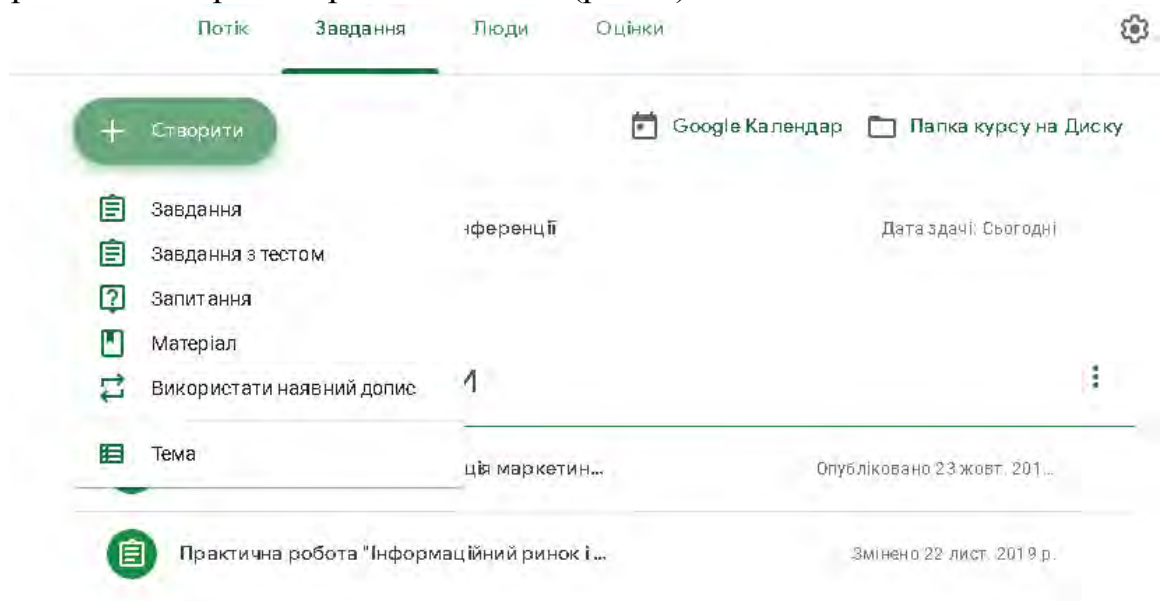 Потік Завдання Люди Оцінки
Створити
Google Календар Папка курсу на Диску
Завдання
нференції Дата здачі: Сьогодні
Завдання з тестом
Запитання
Матеріал
Використати наявний допис
Тема
ція маркетин... Опубліковано 23 жовт. 201...
Практична робота "Інформаційний ринок і ... Змінено 22 лист. 2019 р.